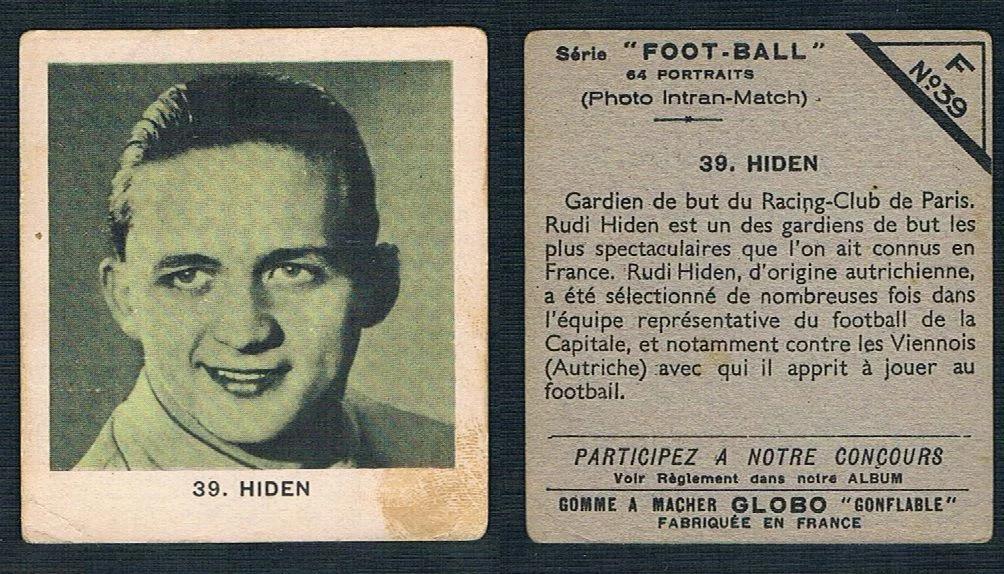 39. HIDEN
Série "FOOT-BALL"
64 PORTRAITS
(Photo Intran-Match)
F
Nº39
39. HIDEN
Gardien de but du Racing-Club de Paris.
Rudi Hiden est un des gardiens de but les
plus spectaculaires que l'on ait connus en
France. Rudi Hiden, d'origine autrichienne,
a été sélectionné de nombreuses fois dans
l'équipe représentative du football de la
Capitale, et notamment contre les Viennois
(Autriche) avec qui il apprit à jouer au
football.
PARTICIPEZ A NOTRE CONCOURS
Voir Règlement dans notre ALBUM
GOMME A MACHER GLOBO "GONFLABLE"
FABRIQUÉE EN FRANCE